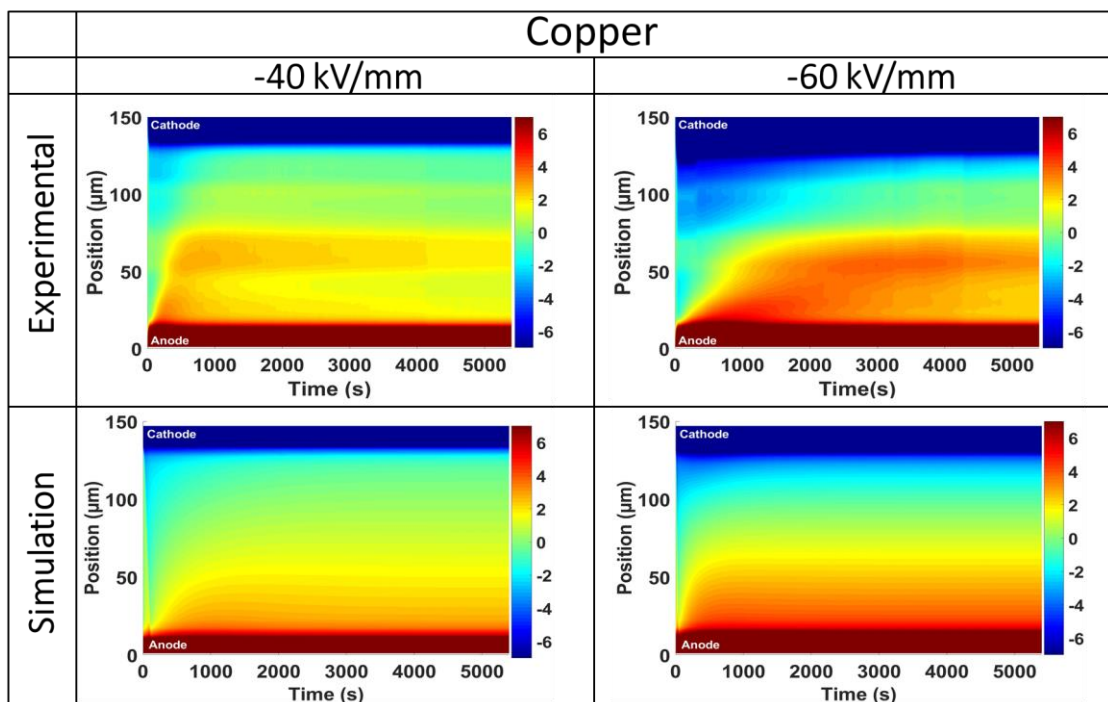 Copper
-40 kV/mm
-60 kV/mm
Experimental
150
100
50
0
Position (µm)
Cathode
Anode
0 1000 2000 3000 4000 5000
Time (s)
6
4
2
0
-2
-4
-6
150
100
50
0
Position (µm)
Cathode
Anode
0 1000 2000 3000 4000 5000
Time(s)
6
4
2
0
-2
-4
-6
Simulation
150
100
50
0
Position (µm)
Cathode
Anode
0 1000 2000 3000 4000 5000
Time (s)
6
4
2
0
-2
-4
-6
150
100
50
0
Position (µm)
Cathode
Anode
0 1000 2000 3000 4000 5000
Time (s)
6
4
2
0
-2
-4
-6